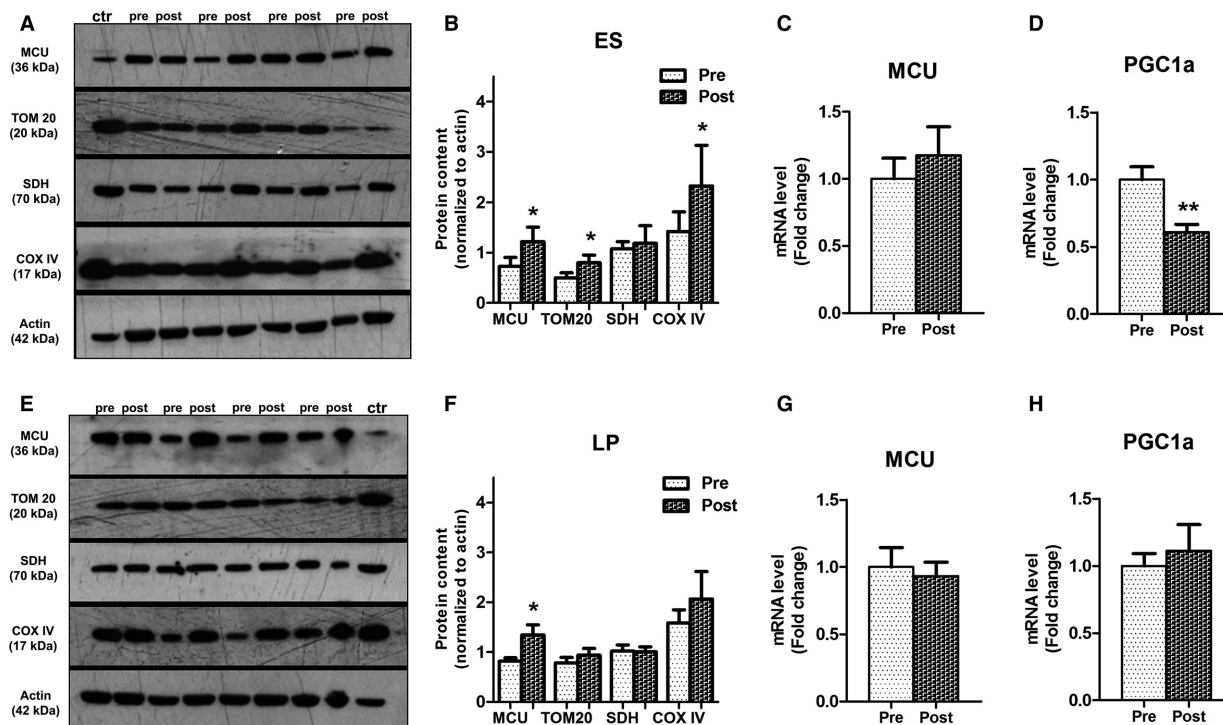 A
ctr pre post pre post pre post pre post
MCU
(36 kDa)
TOM 20
(20 kDa)
SDH
(70 kDa)
COX IV
(17 kDa)
Actin
(42 kDa)
B
ES
Pre
Post
Protein content
(normalized to actin)
4
3
2
1
0
*
*
*
MCU TOM20 SDH COX IV
C
MCU
mRNA level
(Fold change)
1.5
1.0
0.5
0.0
Pre Post
D
PGC1a
mRNA level
(Fold change)
1.5
1.0
0.5
0.0
**
Pre Post
E
pre post pre post pre post pre post ctr
MCU
(36 kDa)
TOM 20
(20 kDa)
SDH
(70 kDa)
COX IV
(17 kDa)
Actin
(42 kDa)
F
LP
Pre
Post
Protein content
(normalized to actin)
4
3
2
1
0
*
MCU TOM20 SDH COX IV
G
MCU
mRNA level
(Fold change)
1.5
1.0
0.5
0.0
Pre Post
H
PGC1a
mRNA level
(Fold change)
1.5
1.0
0.5
0.0
Pre Post